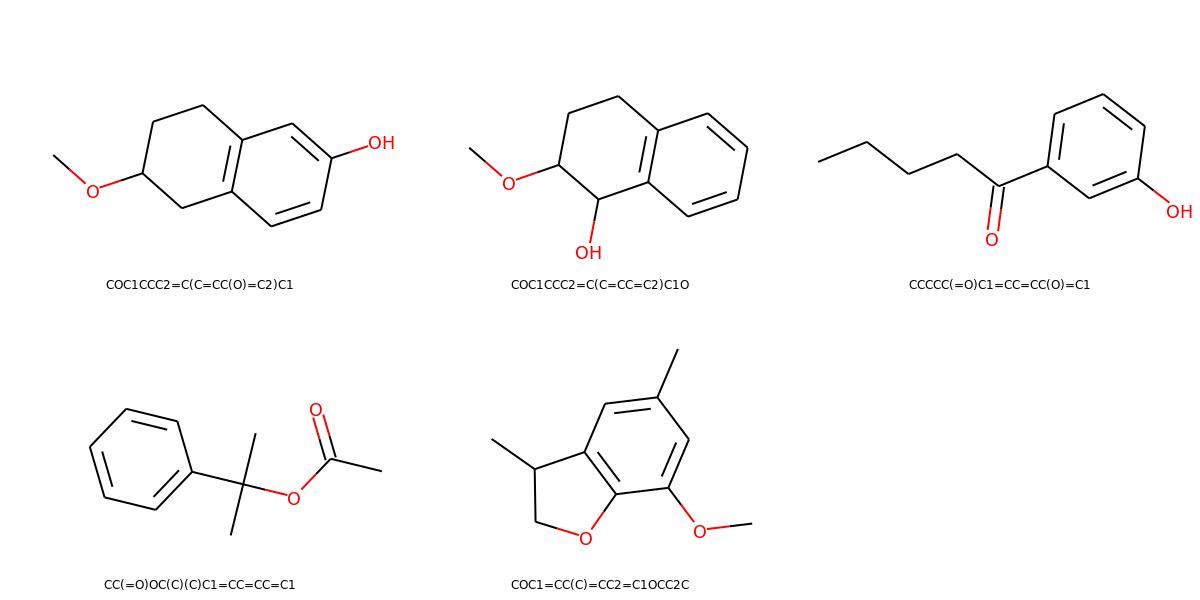 OH
O
COC1CCC2=C(C=CC(O)=C2)C1
O
OH
COC1CCC2=C(C=CC=C2)C1O
OH
O
CCCCC(=O)C1=CC=CC(O)=C1
O
O
CC(=O)OC(C)(C)C1=CC=CC=C1
O
O
COC1=CC(C)=CC2=C1OCC2C